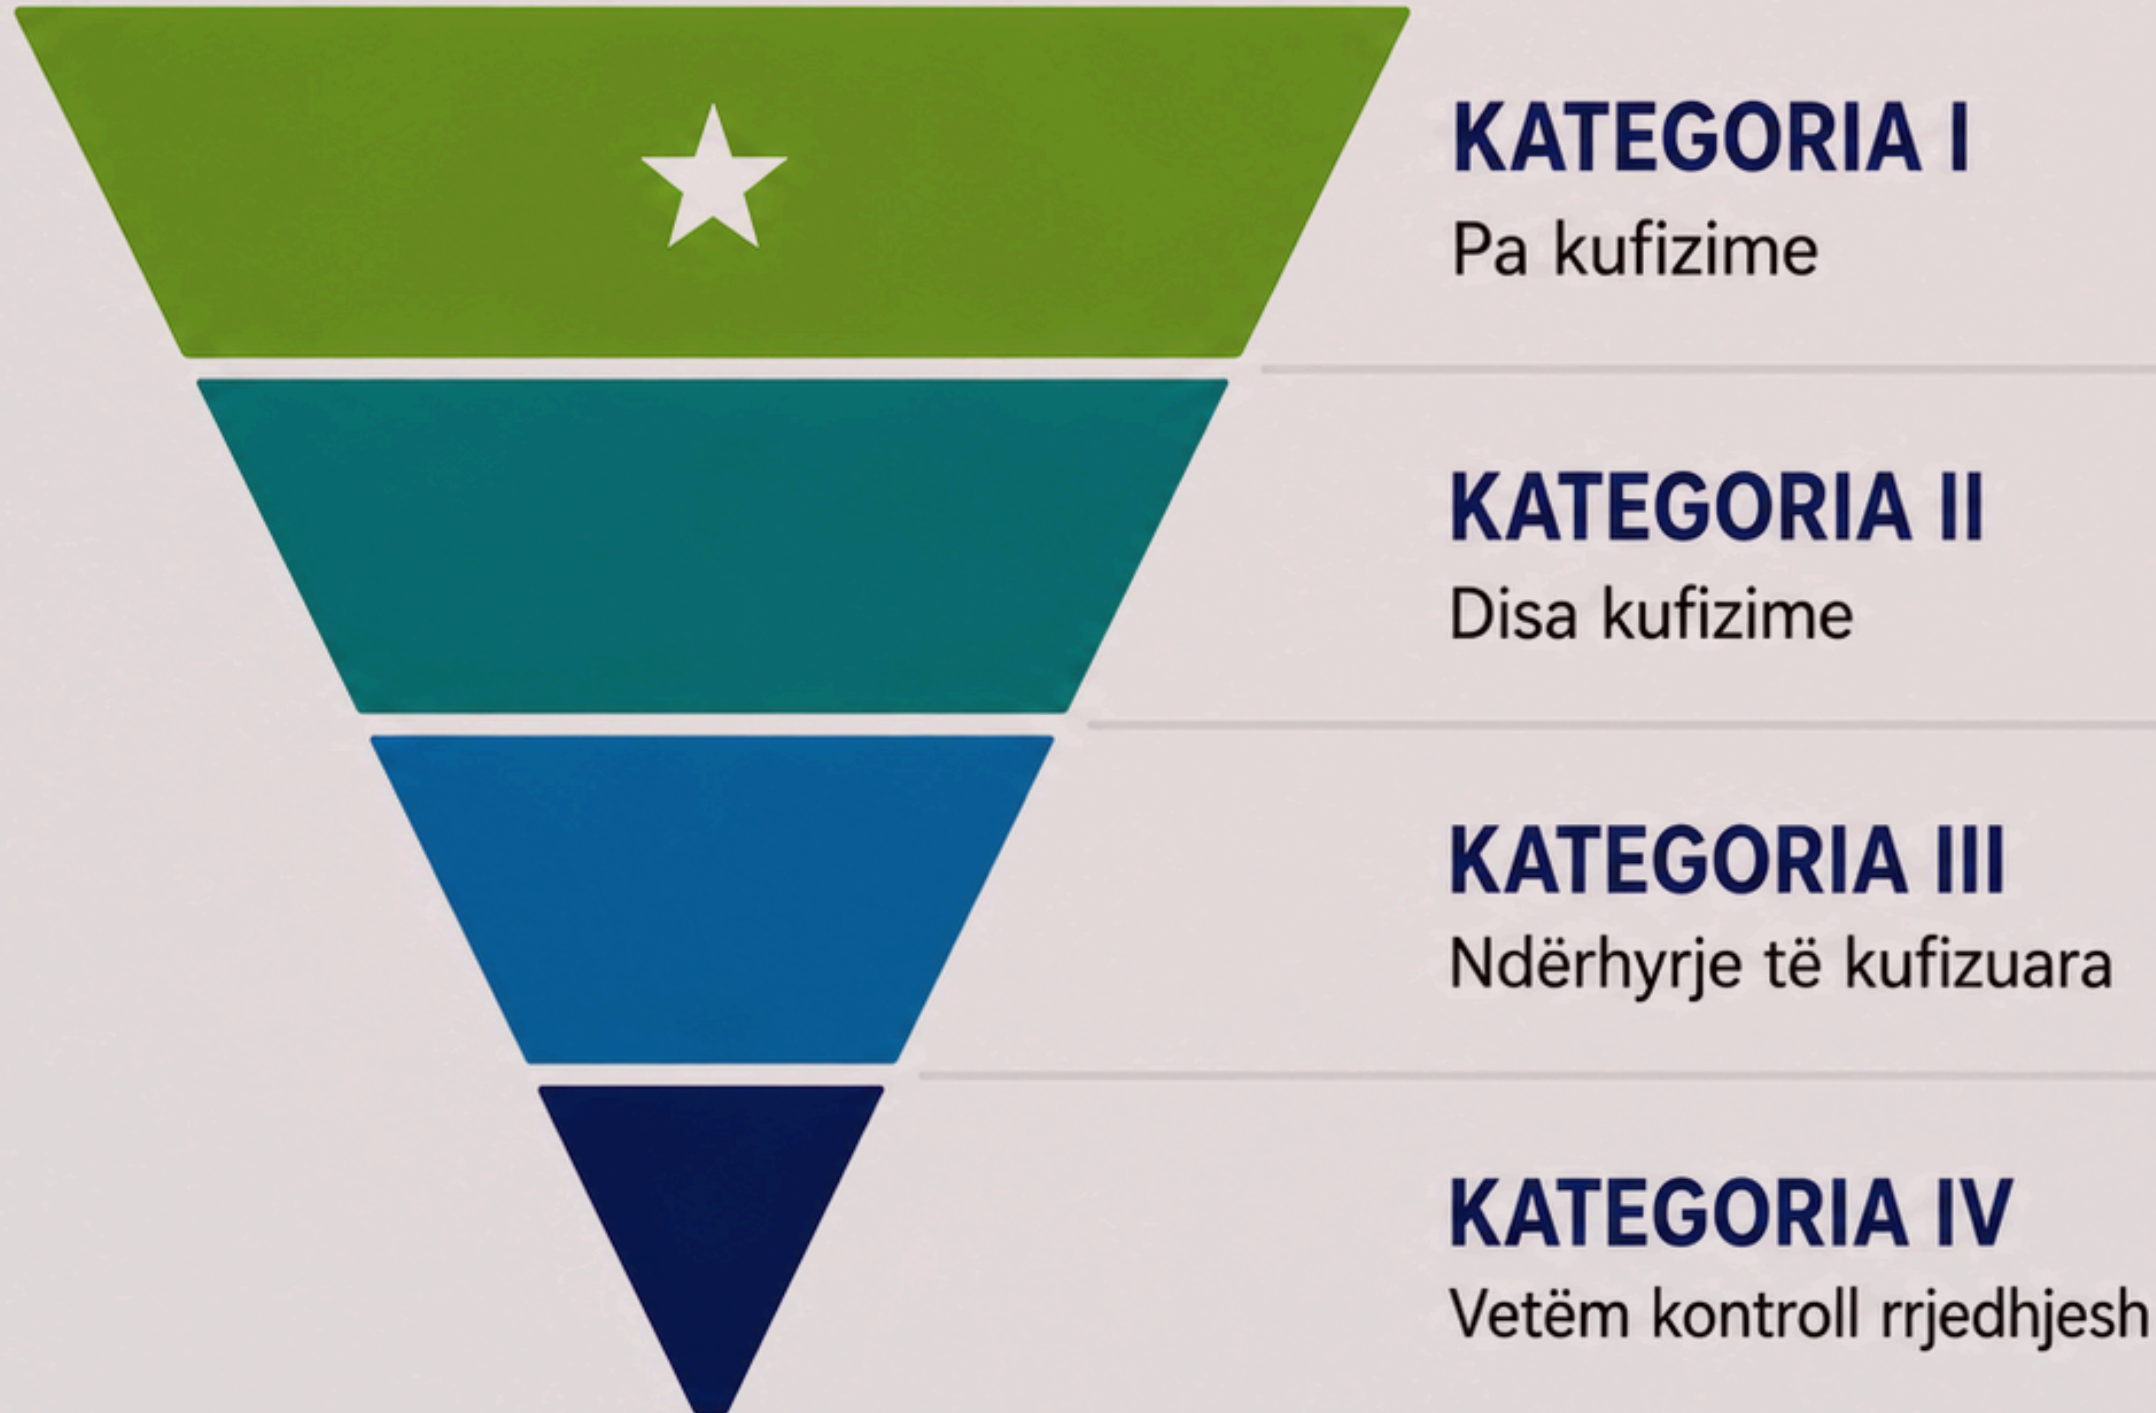 KATEGORIA I
Pa kufizime
KATEGORIA II
Disa kufizime
KATEGORIA III
Ndërhyrje të kufizuara
KATEGORIA IV
Vetëm kontroll rrjedhjesh